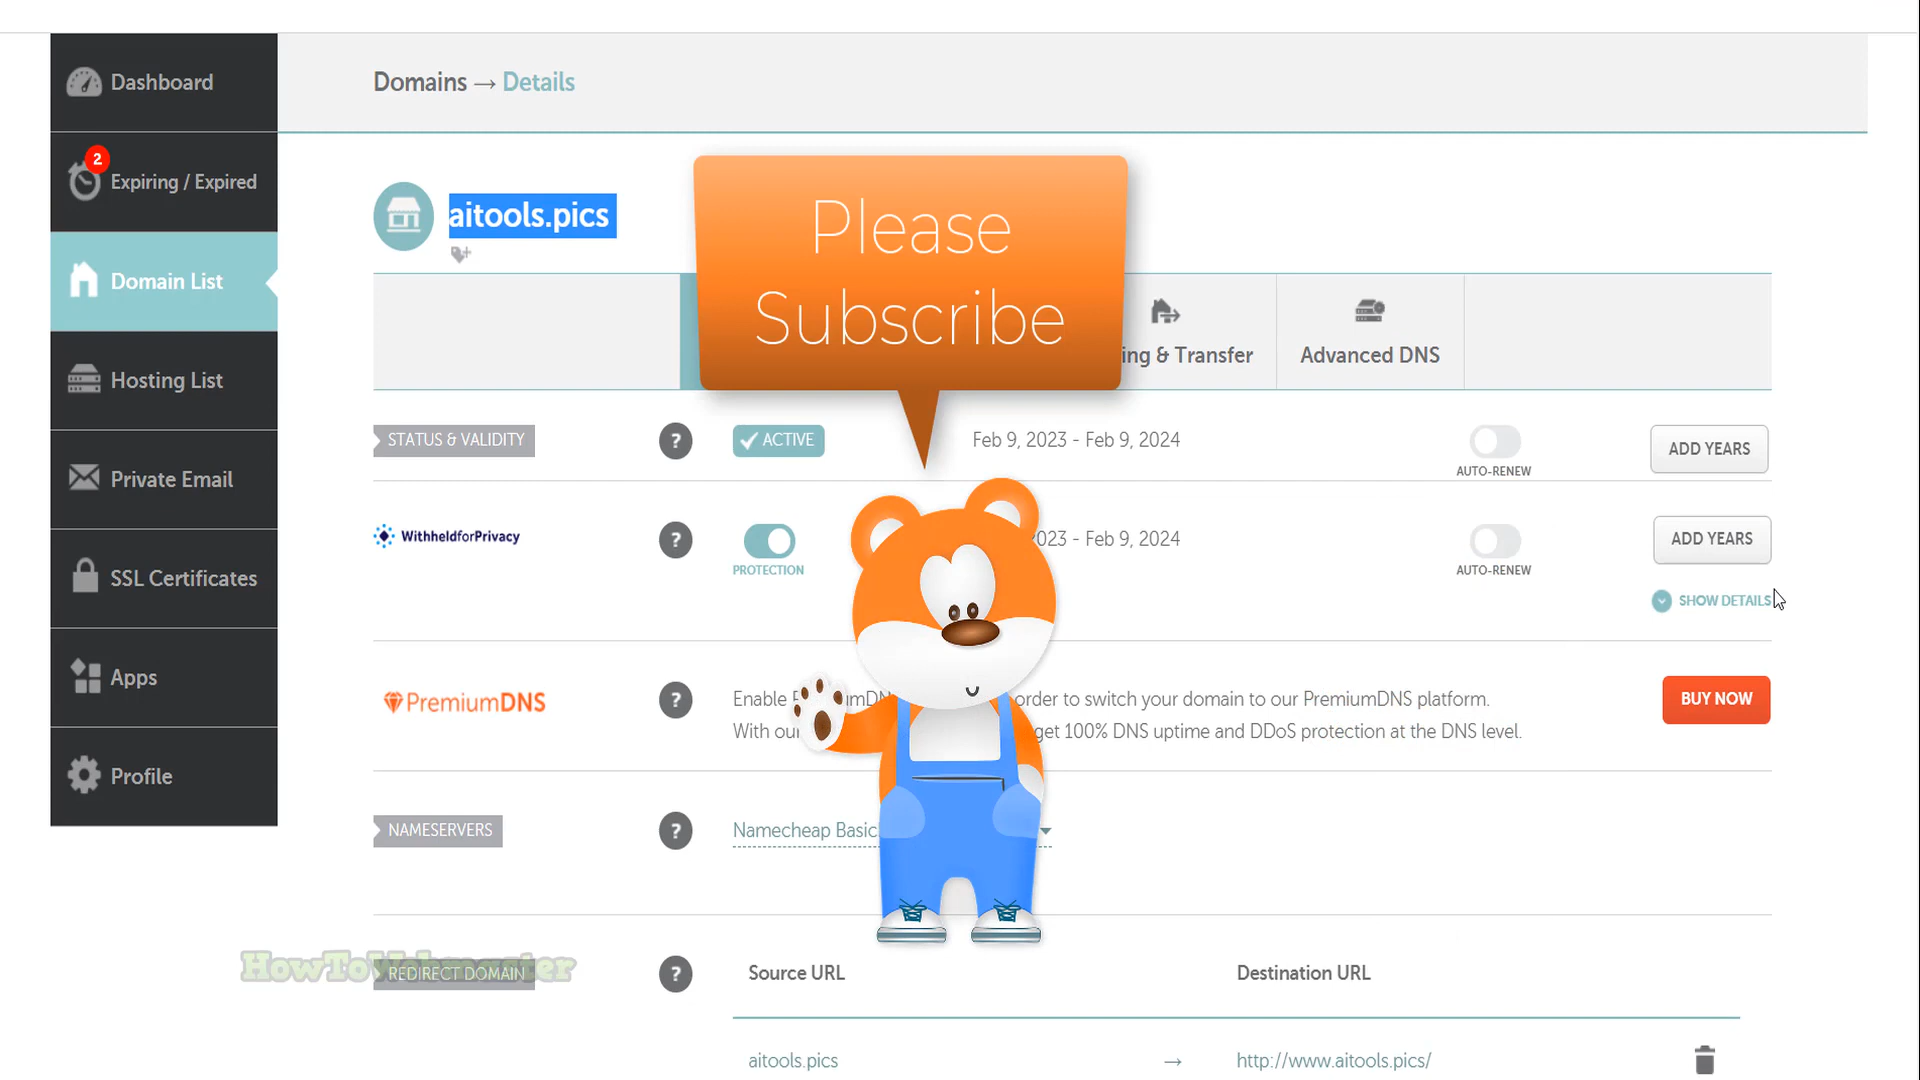 Dashboard
2
Expiring / Expired
Domain List
Hosting List
Private Email
SSL Certificates
Apps
Profile
Domains → Details
aitools.pics
Please
Subscribe
& Transfer
Advanced DNS
STATUS & VALIDITY
?
ACTIVE
Feb 9, 2023 - Feb 9, 2024
AUTO-RENEW
ADD YEARS
WithheldforPrivacy
?
PROTECTION
- Feb 9, 2024
AUTO-RENEW
ADD YEARS
SHOW DETAILS
PremiumDNS
?
Enable order to switch your domain to our PremiumDNS platform.
With get 100% DNS uptime and DDoS protection at the DNS level.
BUY NOW
NAMESERVERS
?
Namecheap
HowToWebmaster
REDIRECT DOMAIN
?
Source URL
Destination URL
aitools.pics
→
http://www.aitools.pics/